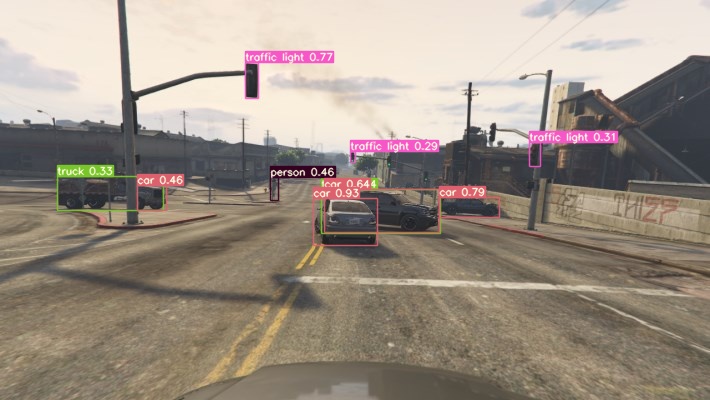 traffic light 0.77
traffic light 0.31
traffic light 0.29
truck 0.33
person 0.46
car 0.46
car 0.64
car 0.93
car 0.79